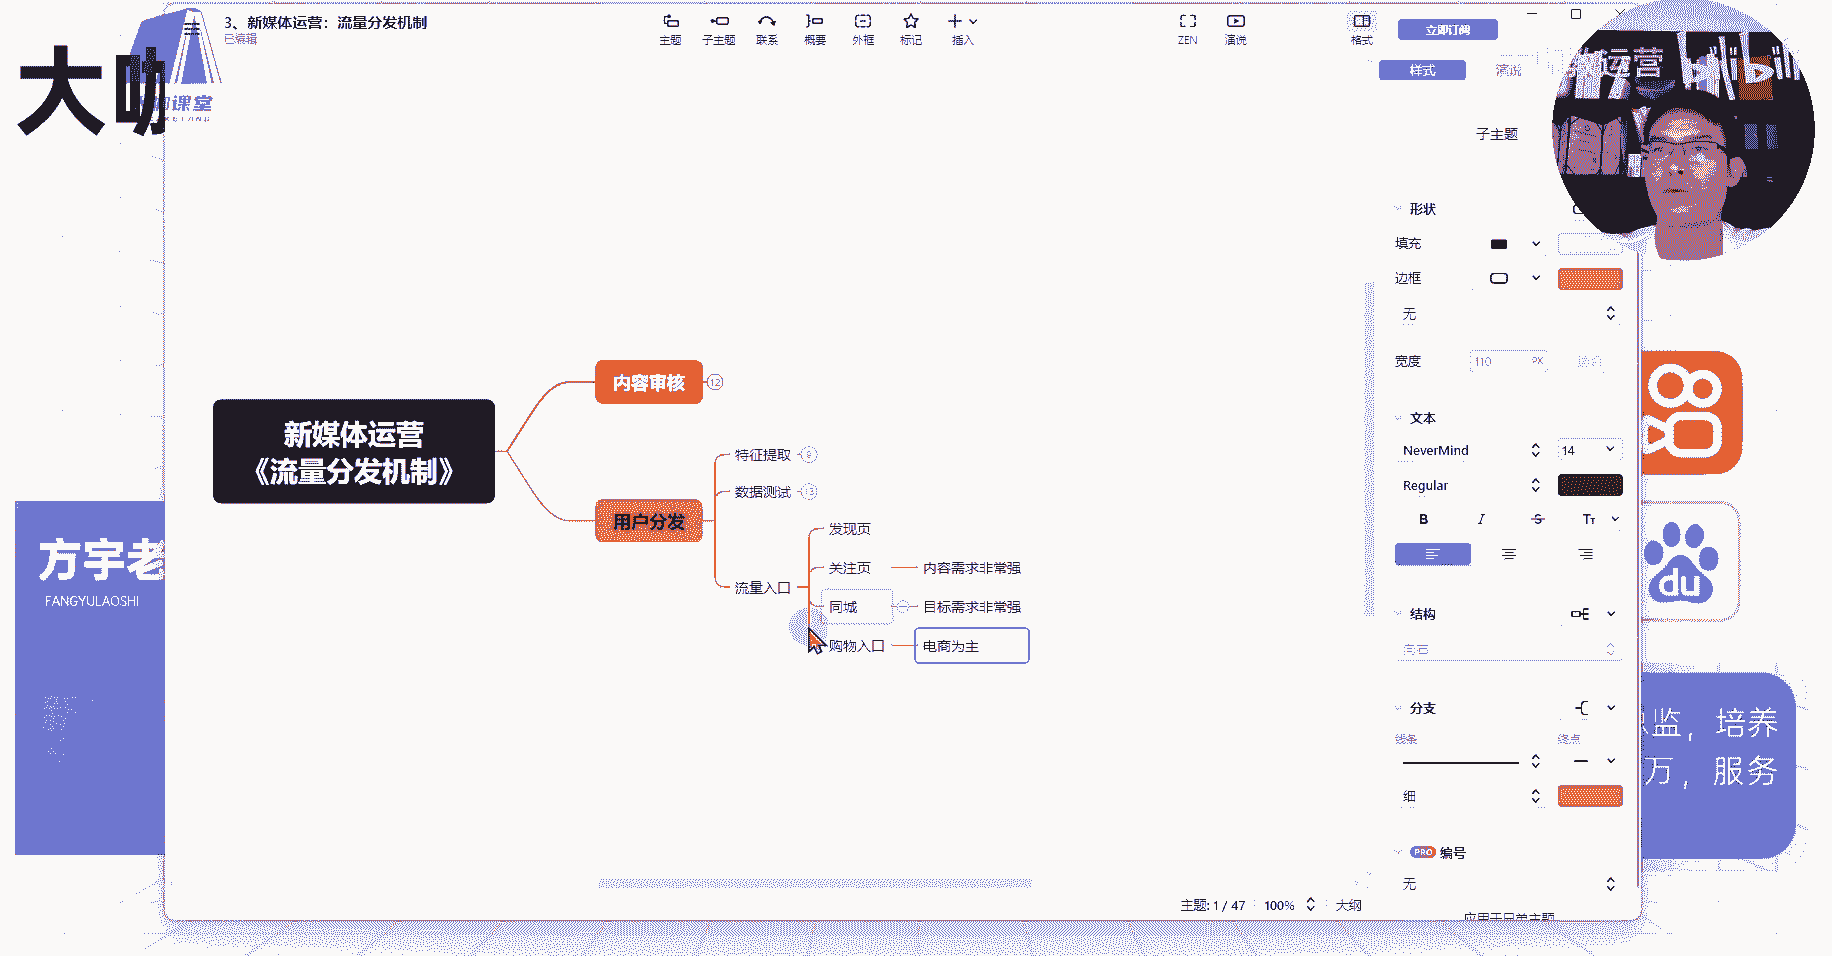 3、新媒体运营：流量分发机制
已编辑
主题
子主题
联系
概要
外框
标记
插入
ZEN
演说
格式
立即订阅
样式
演说
大咖
课堂
运营
bilibili
子主题
形状
填充
边框
无
宽度
110
PX
文本
NeverMind
14
Regular
B I S Tт
结构
向右
分支
线条
终点
细
PRO 编号
无
应用于已单主题
新媒体运营
《流量分发机制》
内容审核
12
用户分发
特征提取
9
数据测试
13
流量入口
发现页
关注页
内容需求非常强
同城
目标需求非常强
购物入口
电商为主
方宇老
FANGYULAOSHI
du
监，培养
万，服务
主题: 1 / 47
100%
大纲